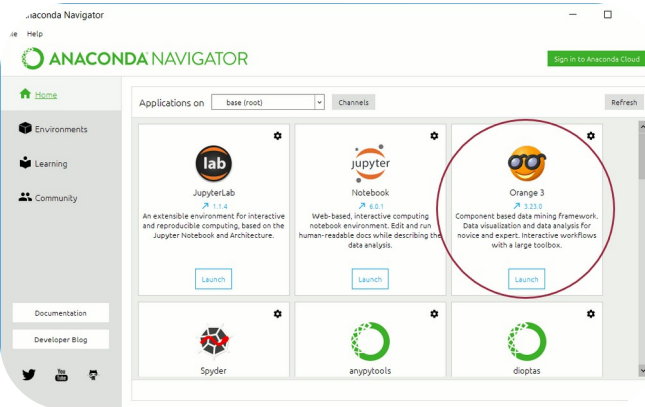 naconda Navigator
Help
ANACONDA NAVIGATOR
Sign in to Anaconda Cloud
Home
Environments
Learning
Community
Documentation
Developer Blog
You
Tube
Applications on
base (root)
Channels
Refresh
lab
JupyterLab
1.1.4
An extensible environment for interactive
and reproducible computing, based on the
Jupyter Notebook and Architecture.
Launch
jupyter
Notebook
6.0.1
Web-based, interactive computing
notebook environment. Edit and run
human-readable docs while describing the
data analysis.
Launch
Orange 3
3.23.0
Component based data mining framework.
Data visualization and data analysis for
novice and expert. Interactive workflows
with a large toolbox.
Launch
Spyder
anypytools
dioptas